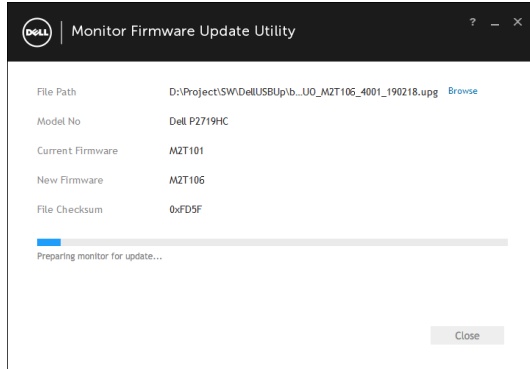 DELL Monitor Firmware Update Utility ? _ ×
File Path D:\Project\SW\DellUSBUp\b...UO_M2T106_4001_190218.upg Browse
Model No Dell P2719HC
Current Firmware M2T101
New Firmware M2T106
File Checksum 0xFD5F
Preparing monitor for update...
Close